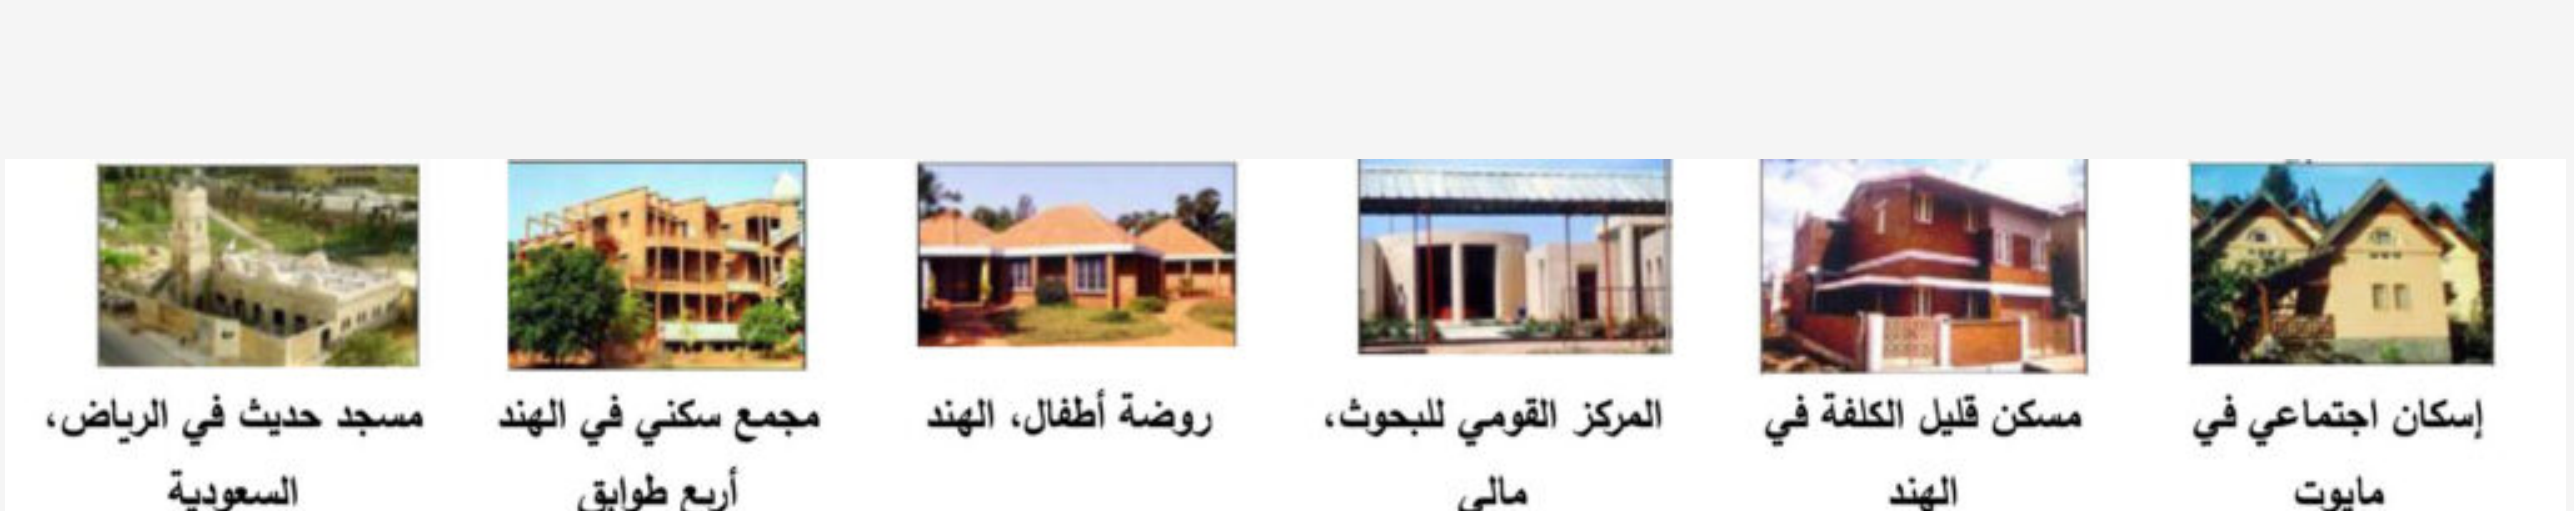 إسكان اجتماعي في
مايوت
مسكن قليل الكلفة في
الهند
المركز القومي للبحوث،
مالي
روضة أطفال، الهند
مجمع سكني في الهند
أربع طوابق
مسجد حديث في الرياض،
السعودية